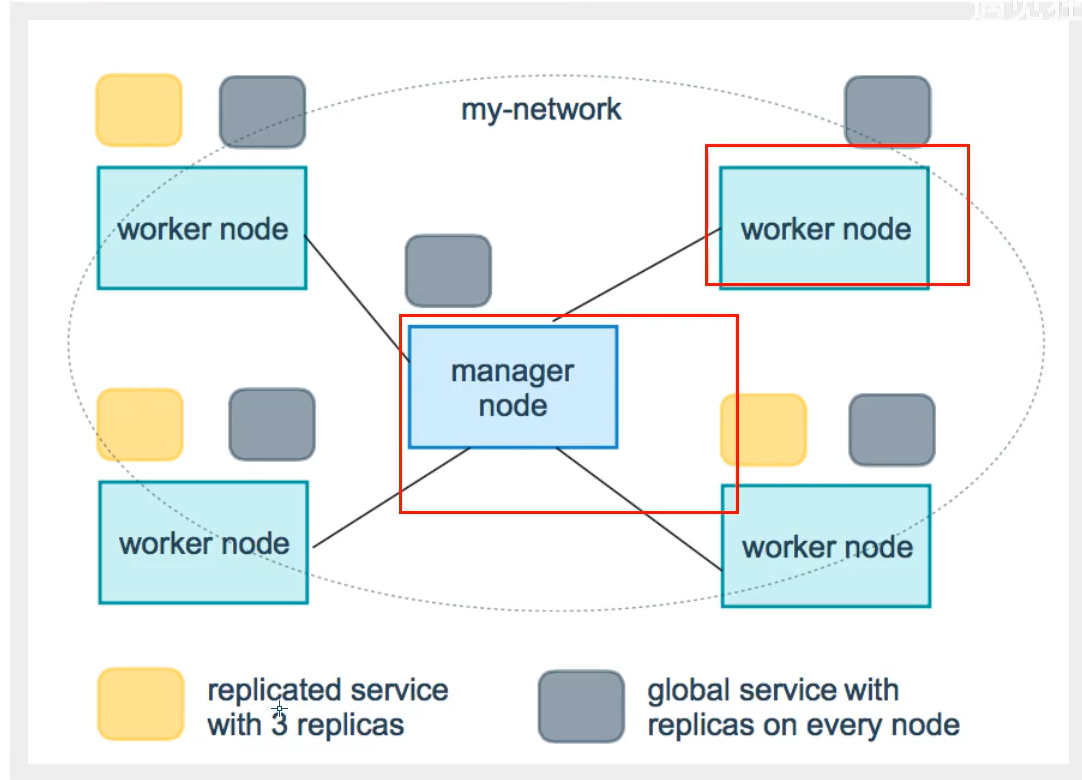 my-network
worker node
worker node
manager
node
worker node
worker node
replicated service
with 3 replicas
global service with
replicas on every node